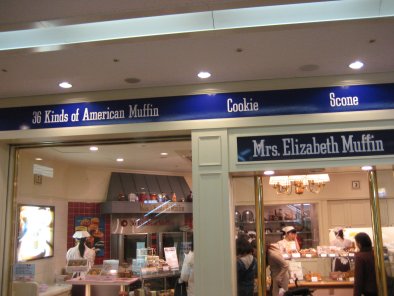 36 Kinds of American Muffin Cookie Scone
Mrs. Elizabeth Muffin